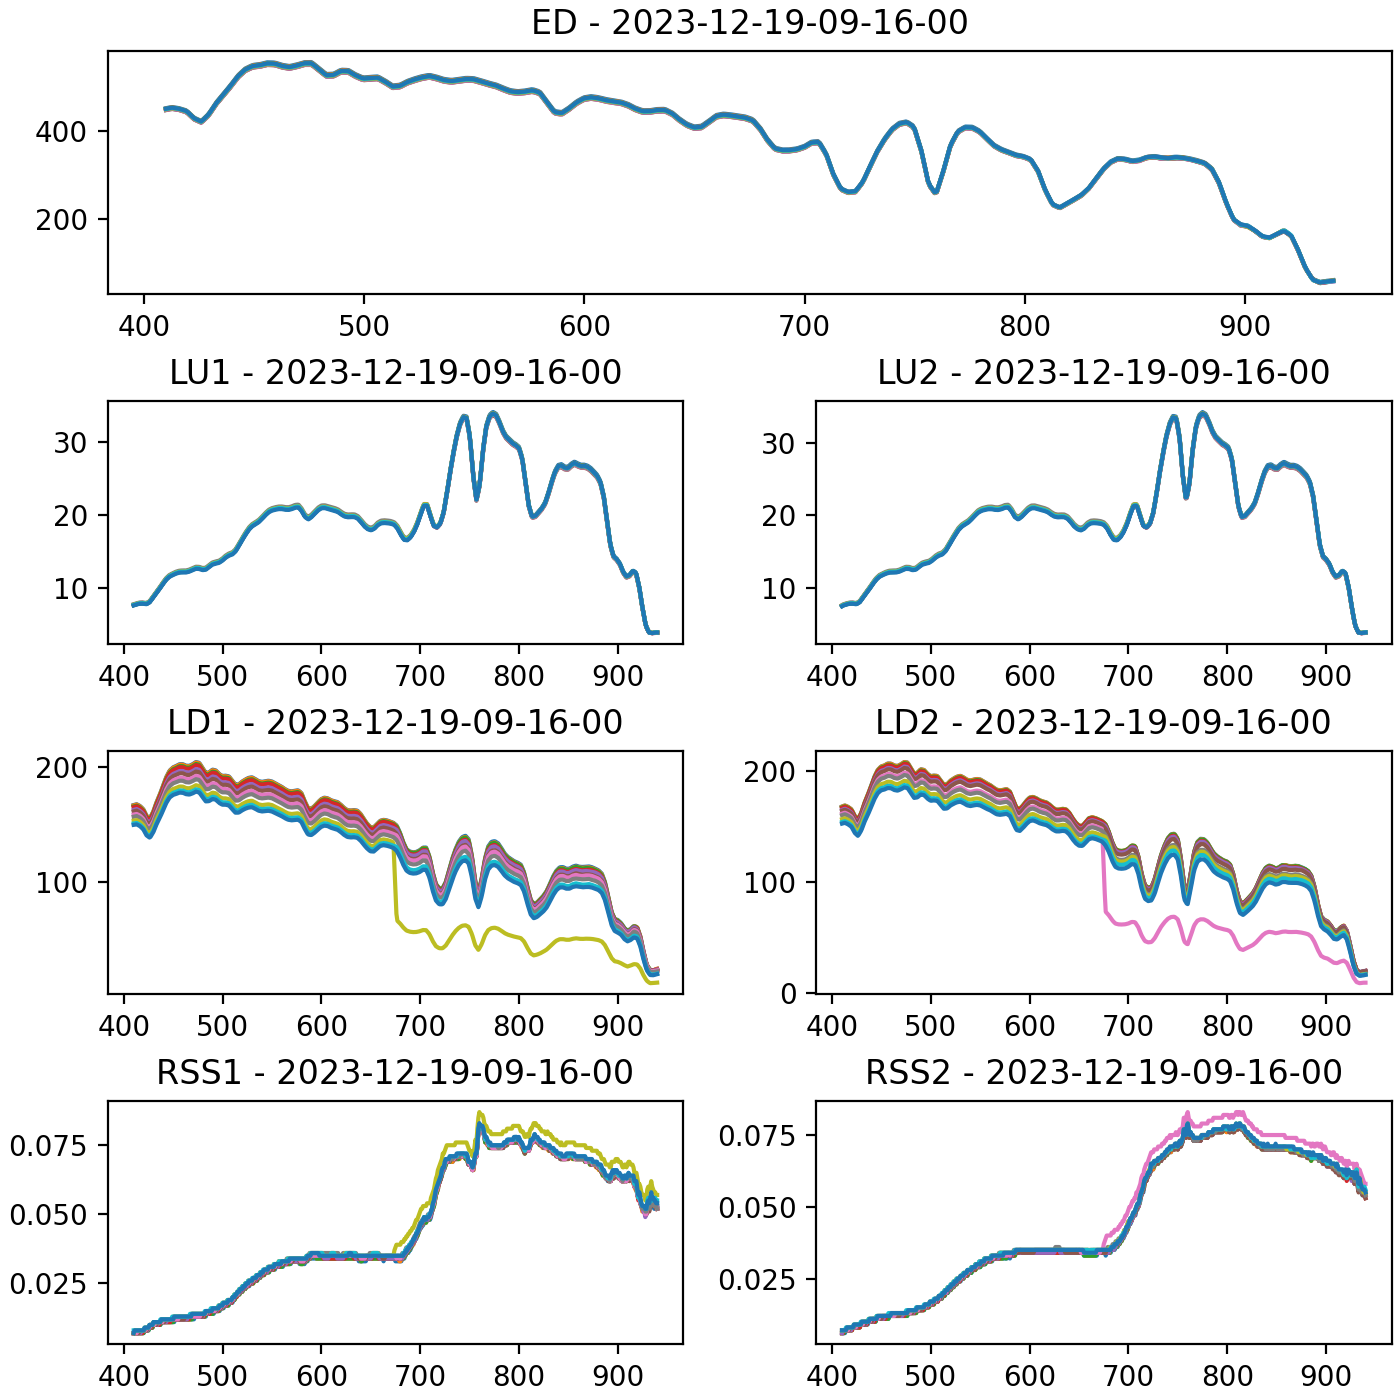 ED - 2023-12-19-09-16-00
400
200
400 500 600 700 800 900
LU1 - 2023-12-19-09-16-00
30
20
10
400 500 600 700 800 900
LU2 - 2023-12-19-09-16-00
30
20
10
400 500 600 700 800 900
LD1 - 2023-12-19-09-16-00
200
100
400 500 600 700 800 900
LD2 - 2023-12-19-09-16-00
200
100
0
400 500 600 700 800 900
RSS1 - 2023-12-19-09-16-00
0.075
0.050
0.025
400 500 600 700 800 900
RSS2 - 2023-12-19-09-16-00
0.075
0.050
0.025
400 500 600 700 800 900